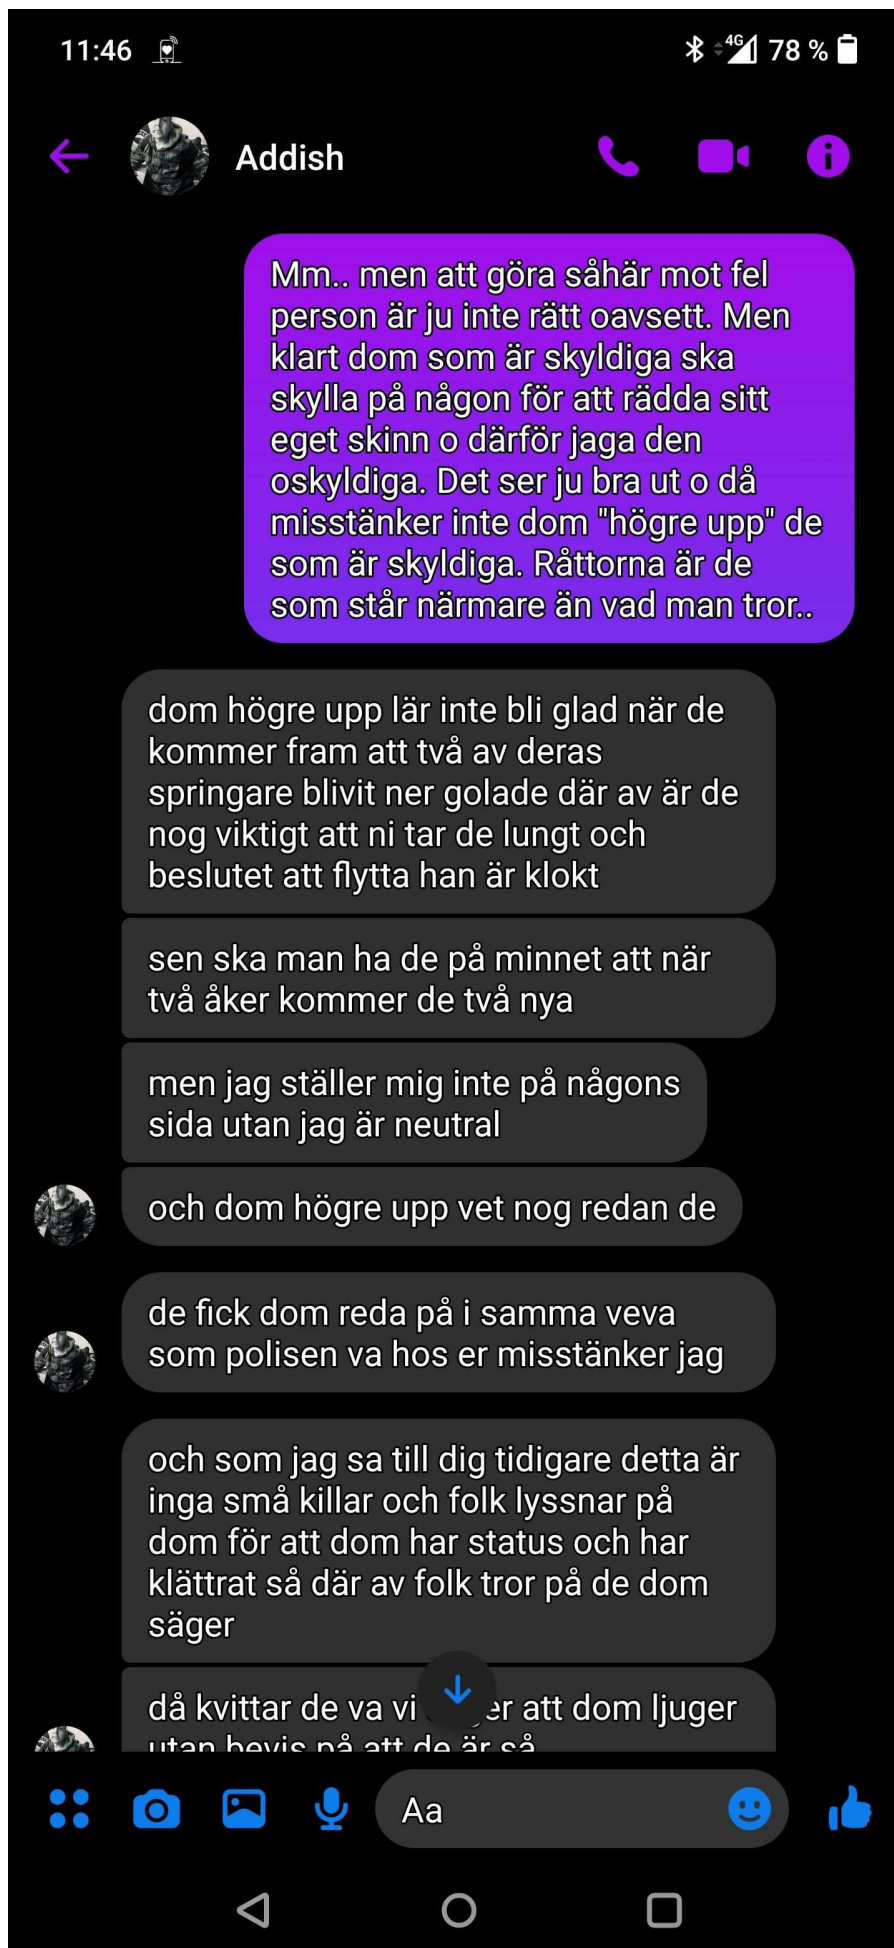 11:46
4G 78 %
Addish
Mm.. men att göra såhär mot fel
person är ju inte rätt oavsett. Men
klart dom som är skyldiga ska
skylla på någon för att rädda sitt
eget skinn o därför jaga den
oskyldiga. Det ser ju bra ut o då
misstänker inte dom "högre upp" de
som är skyldiga. Råttorna är de
som står närmare än vad man tror..
dom högre upp lär inte bli glad när de
kommer fram att två av deras
springare blivit ner golade där av är de
nog viktigt att ni tar de lungt och
beslutet att flytta han är klokt
sen ska man ha de på minnet att när
två åker kommer de två nya
men jag ställer mig inte på någons
sida utan jag är neutral
och dom högre upp vet nog redan de
de fick dom reda på i samma veva
som polisen va hos er misstänker jag
och som jag sa till dig tidigare detta är
inga små killar och folk lyssnar på
dom för att dom har status och har
klättrat så där av folk tror på de dom
säger
då kvittar de va vi att dom ljuger
utan bevis på att de är så
Aa